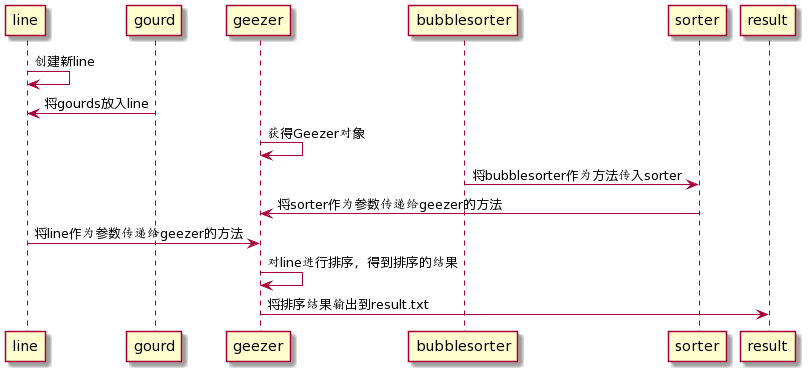 line gourd geezer bubblesorter sorter result
创建新line
将gourds放入line
获得Geezer对象
将bubblesorter作为方法传入sorter
将sorter作为参数传递给geezer的方法
将line作为参数传递给geezer的方法
对line进行排序，得到排序的结果
将排序结果输出到result.txt
line gourd geezer bubblesorter sorter result